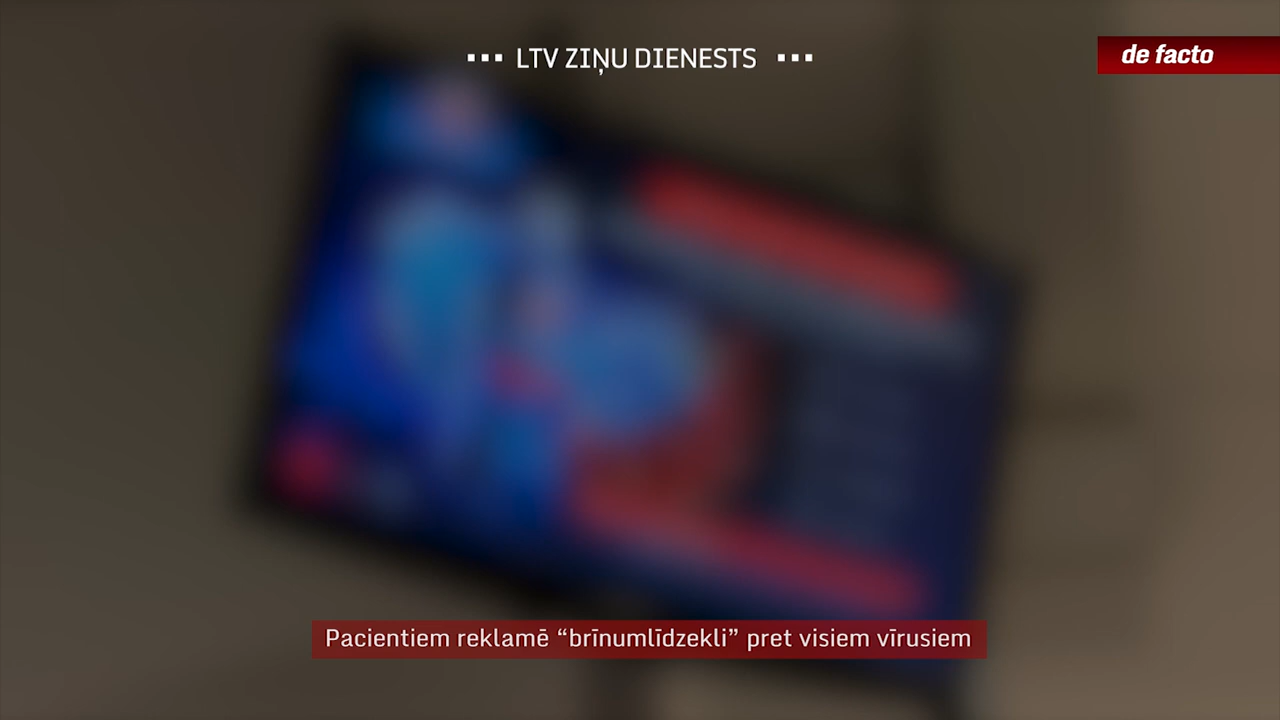 LTV ZIŅU DIENESTS
de facto
Pacientiem reklamē “brīnumlīdzekli” pret visiem vīrusiem